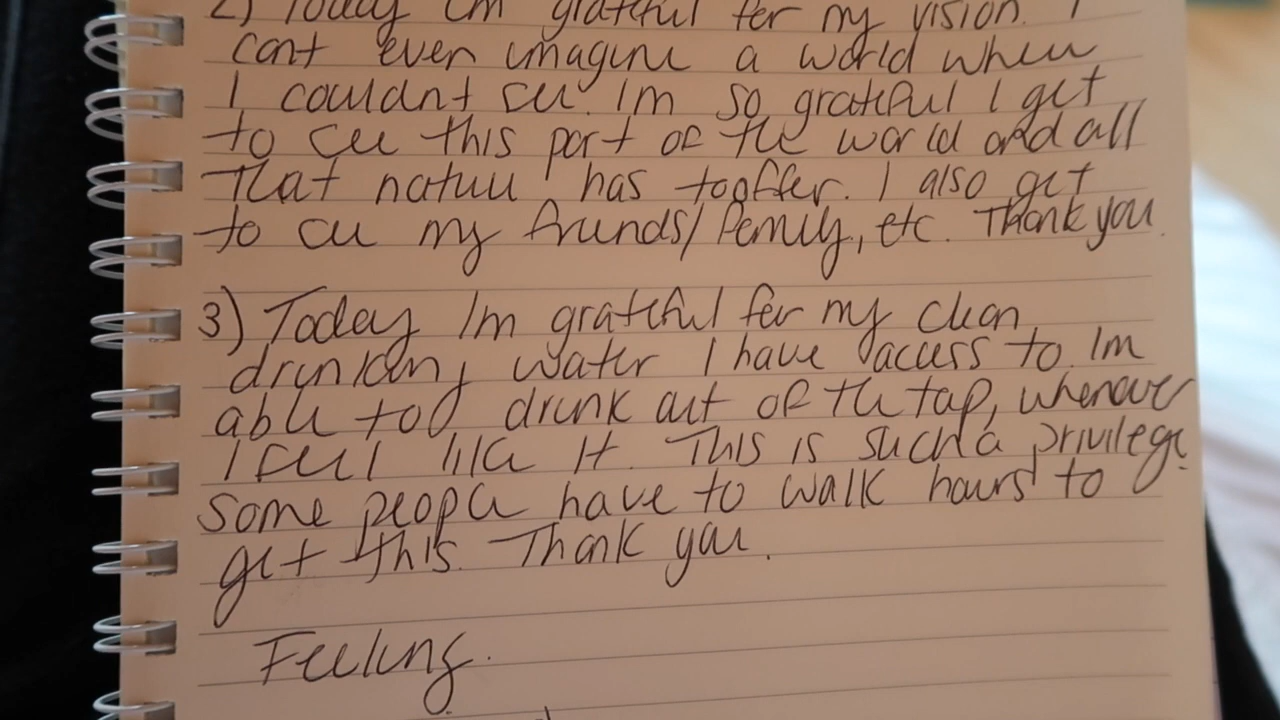 2) Today Im grateful for my vision. I
cant even imagine a world where
I couldnt see. Im so grateful I get
to see this part of the world and all
that nature has to offer. I also get
to see my friends/family, etc. Thank you.
3) Today Im grateful for my clean
drinking water I have access to. Im
able to drink out of the tap, whenever
I feel like it. This is such a privilege.
Some people have to walk hours to
get this. Thank you.
Feeling.